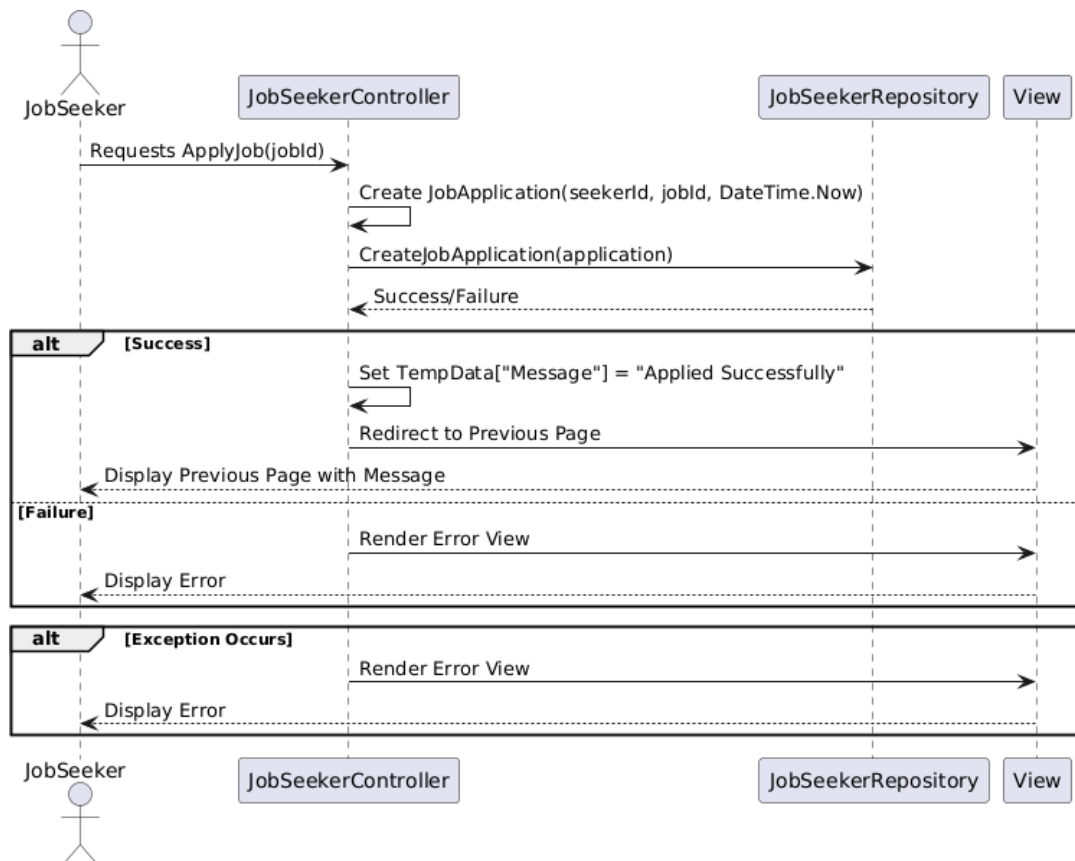 JobSeeker
JobSeekerController
JobSeekerRepository
View
Requests ApplyJob(jobId)
Create JobApplication(seekerId, jobId, DateTime.Now)
CreateJobApplication(application)
Success/Failure
alt [Success]
Set TempData["Message"] = "Applied Successfully"
Redirect to Previous Page
Display Previous Page with Message
[Failure]
Render Error View
Display Error
alt [Exception Occurs]
Render Error View
Display Error
JobSeeker
JobSeekerController
JobSeekerRepository
View